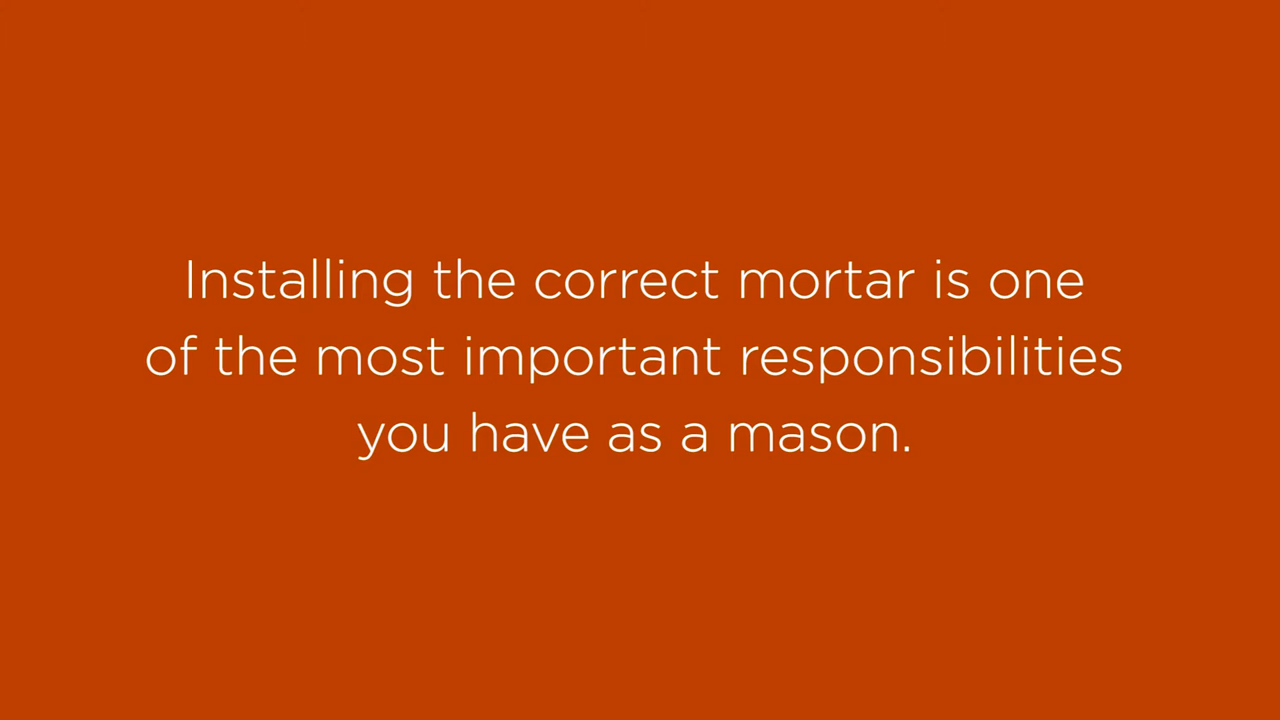 Installing the correct mortar is one
of the most important responsibilities
you have as a mason.